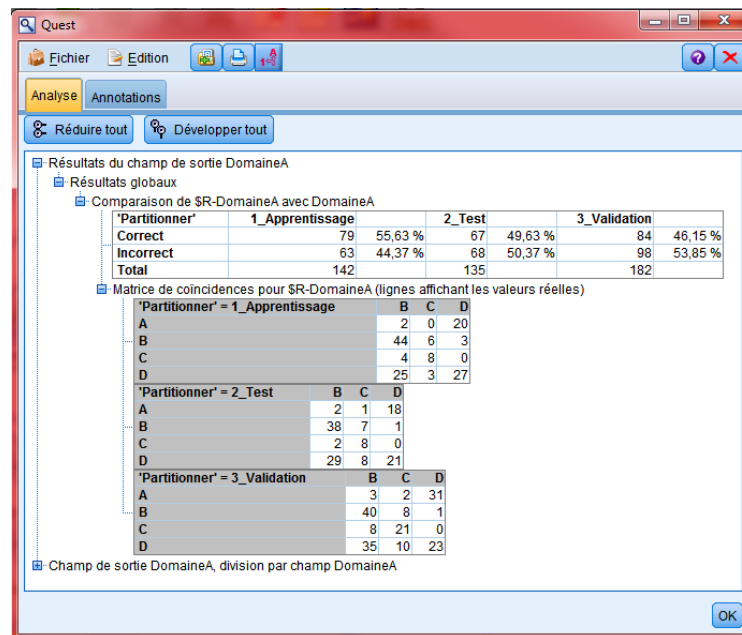 Quest
Fichier Edition
Analyse Annotations
Réduire tout Développer tout
Résultats du champ de sortie DomaineA
Résultats globaux
Comparaison de $R-DomaineA avec DomaineA
'Partitionner' 1_Apprentissage 2_Test 3_Validation
Correct 79 55,63 % 67 49,63 % 84 46,15 %
Incorrect 63 44,37 % 68 50,37 % 98 53,85 %
Total 142 135 182
Matrice de coïncidences pour $R-DomaineA (lignes affichant les valeurs réelles)
'Partitionner' = 1_Apprentissage B C D
A 2 0 20
B 44 6 3
C 4 8 0
D 25 3 27
'Partitionner' = 2_Test B C D
A 2 1 18
B 38 7 1
C 2 8 0
D 29 8 21
'Partitionner' = 3_Validation B C D
A 3 2 31
B 40 8 1
C 8 21 0
D 35 10 23
Champ de sortie DomaineA, division par champ DomaineA
OK